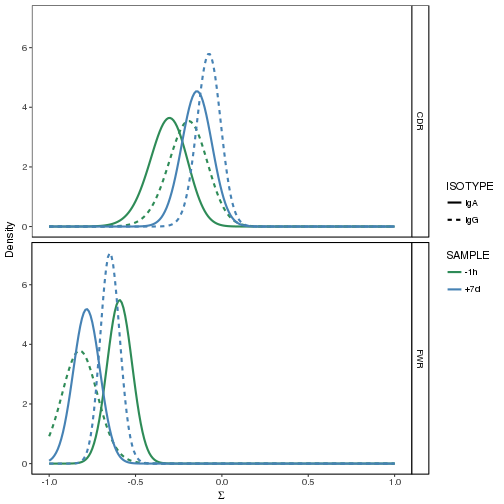 6
4
2
0
CDR
6
4
2
0
FWR
-1.0
-0.5
0.0
0.5
1.0
Σ
Density
ISOTYPE
IgA
IgG
SAMPLE
-1h
+7d